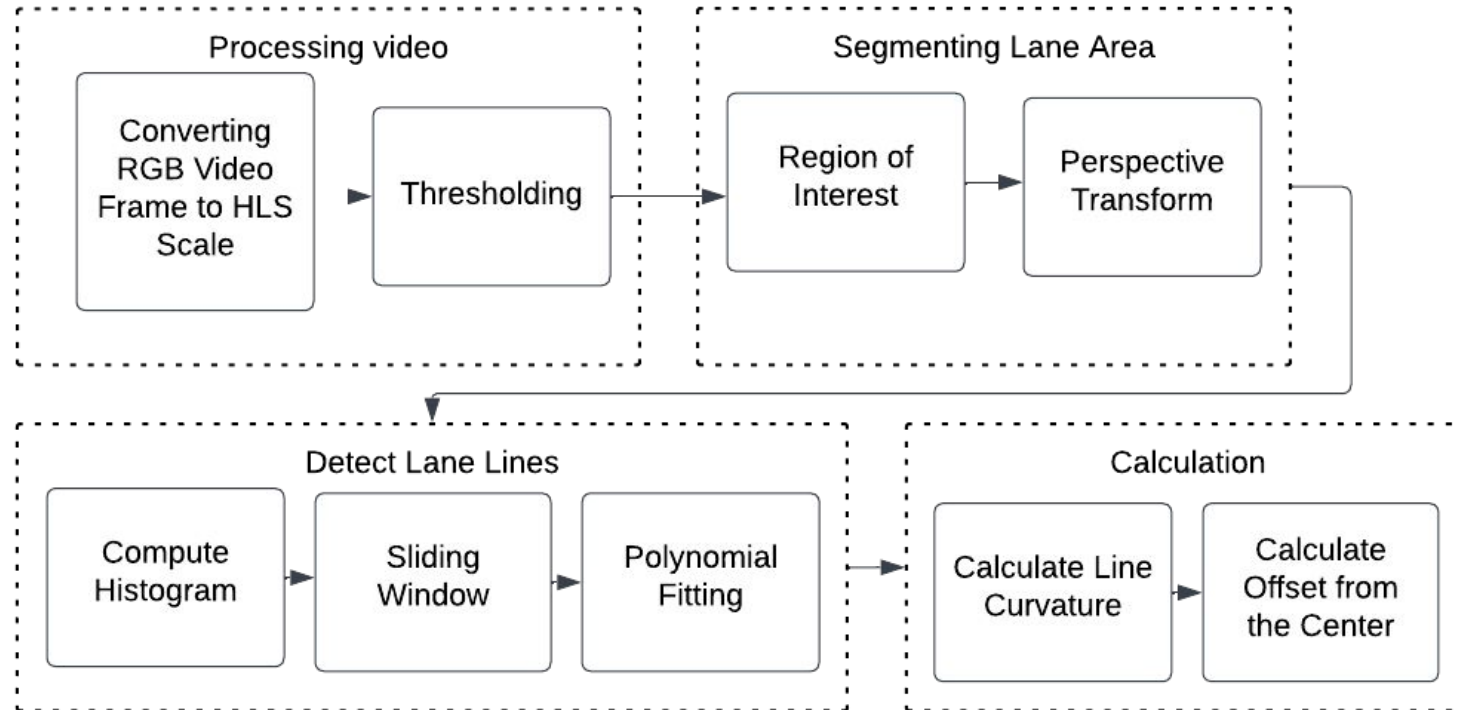 Processing video
Converting
RGB Video
Frame to HLS
Scale
Thresholding
Segmenting Lane Area
Region of
Interest
Perspective
Transform
Detect Lane Lines
Compute
Histogram
Sliding
Window
Polynomial
Fitting
Calculation
Calculate Line
Curvature
Calculate
Offset from
the Center